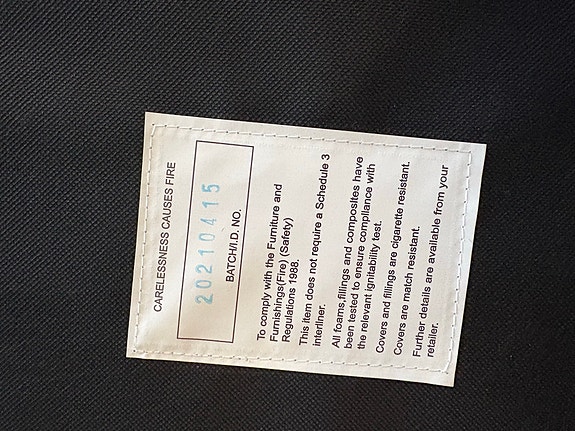 CARELESSNESS CAUSES FIRE
20210415
BATCH/I.D. NO.
To comply with the Furniture and
Furnishings(Fire) (Safety)
Regulations 1988.
This item does not require a Schedule 3
interliner.
All foams,fillings and composites have
been tested to ensure compliance with
the relevant ignitability test.
Covers and fillings are cigarette resistant.
Covers are match resistant.
Further details are available from your
retailer.